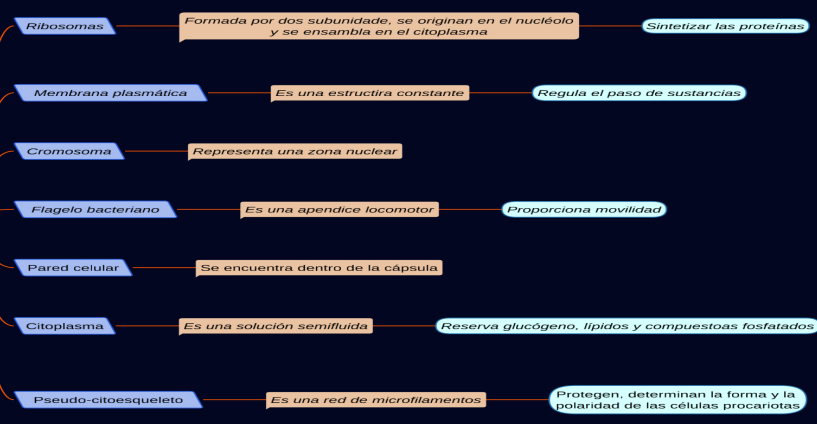 Ribosomas
Formada por dos subunidade, se originan en el nucléolo
y se ensambla en el citoplasma
Sintetizar las proteínas
Membrana plasmática
Es una estructira constante
Regula el paso de sustancias
Cromosoma
Representa una zona nuclear
Flagelo bacteriano
Es una apendice locomotor
Proporciona movilidad
Pared celular
Se encuentra dentro de la cápsula
Citoplasma
Es una solución semifluida
Reserva glucógeno, lípidos y compuestoas fosfatados
Pseudo-citoesqueleto
Es una red de microfilamentos
Protegen, determinan la forma y la
polaridad de las células procariotas